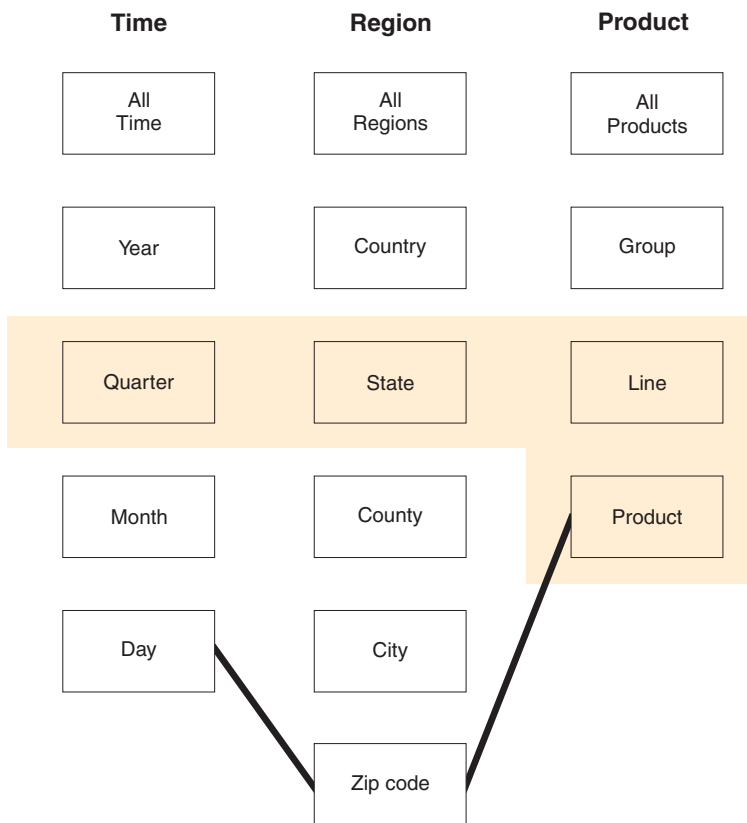 Time
Region
Product
All
Time
All
Regions
All
Products
Year
Country
Group
Quarter
State
Line
Month
County
Product
Day
City
Zip code